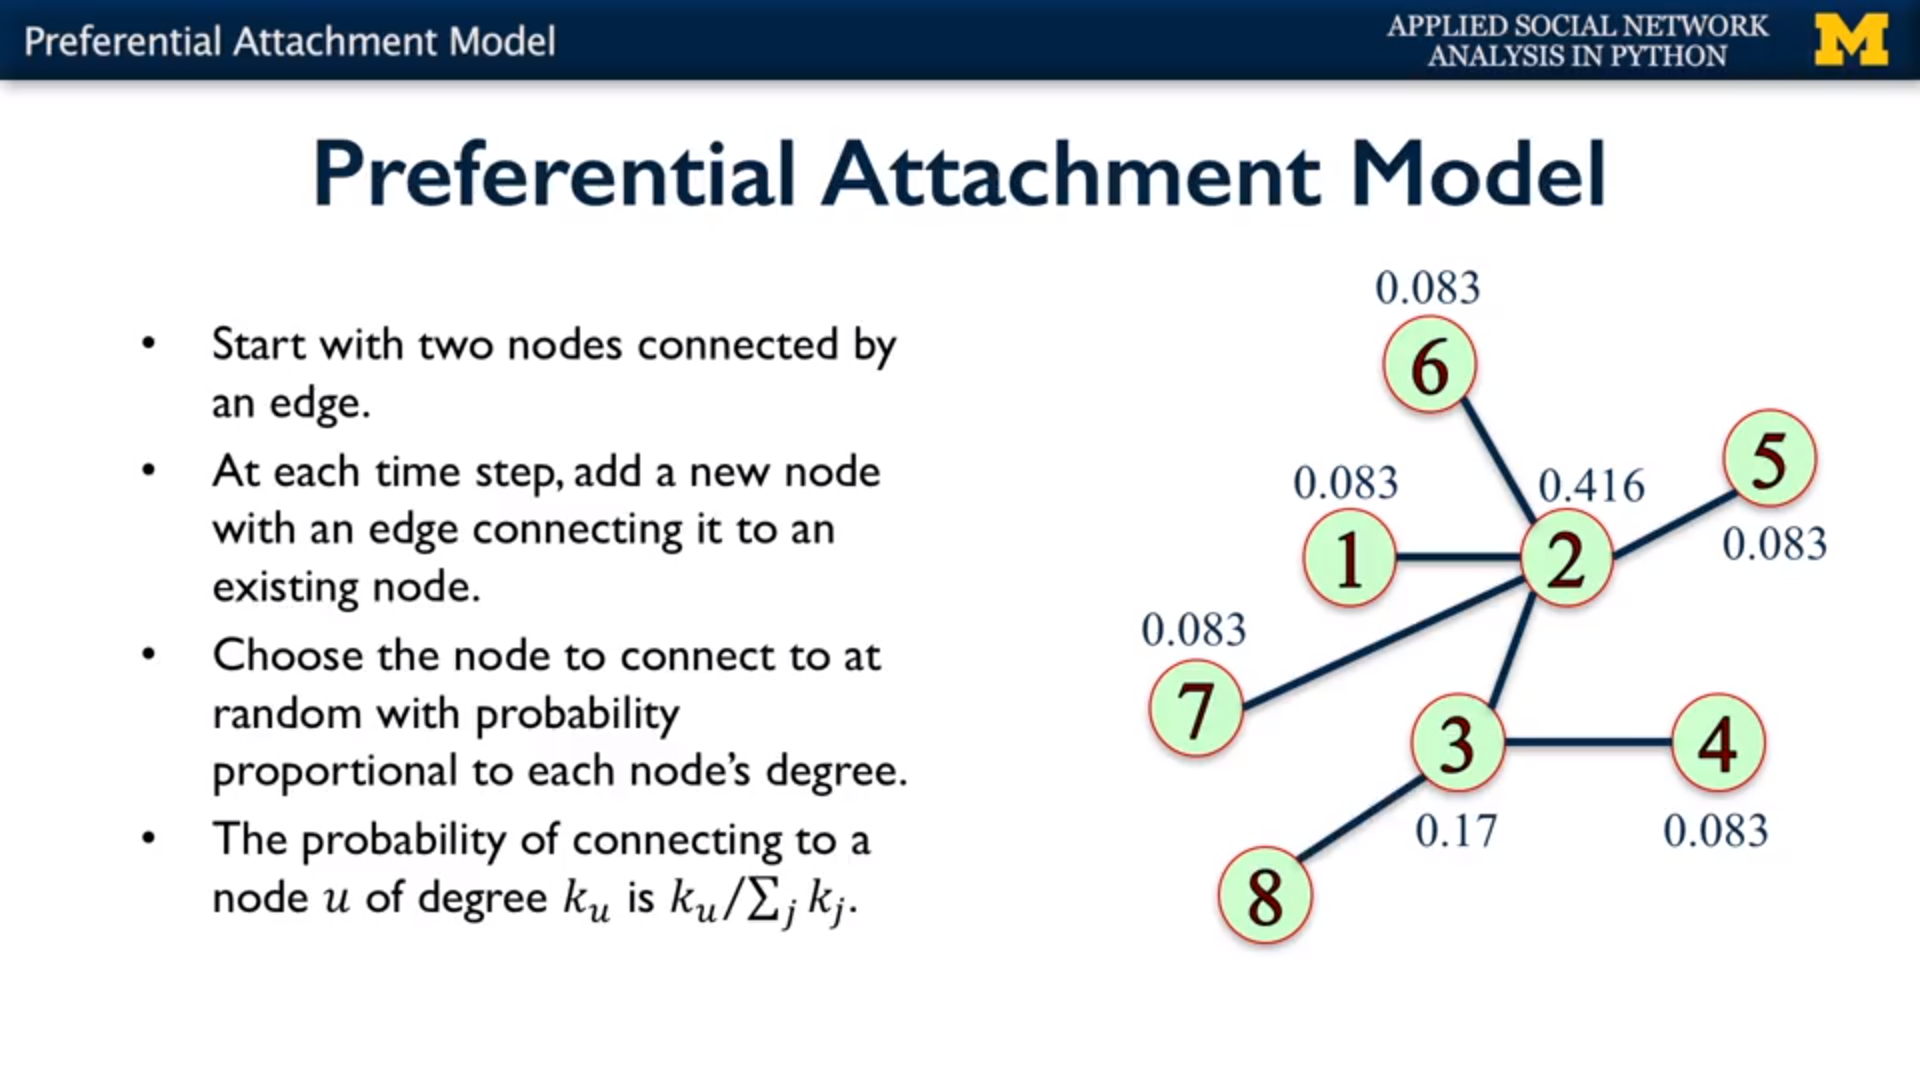 Preferential Attachment Model
APPLIED SOCIAL NETWORK
ANALYSIS IN PYTHON
M
Preferential Attachment Model
• Start with two nodes connected by
an edge.
• At each time step, add a new node
with an edge connecting it to an
existing node.
• Choose the node to connect to at
random with probability
proportional to each node’s degree.
• The probability of connecting to a
node u of degree kᵤ is kᵤ/∑ⱼ kⱼ.
0.083
6
5
0.083
0.416
1
2
0.083
0.083
7
3
4
0.17
0.083
8